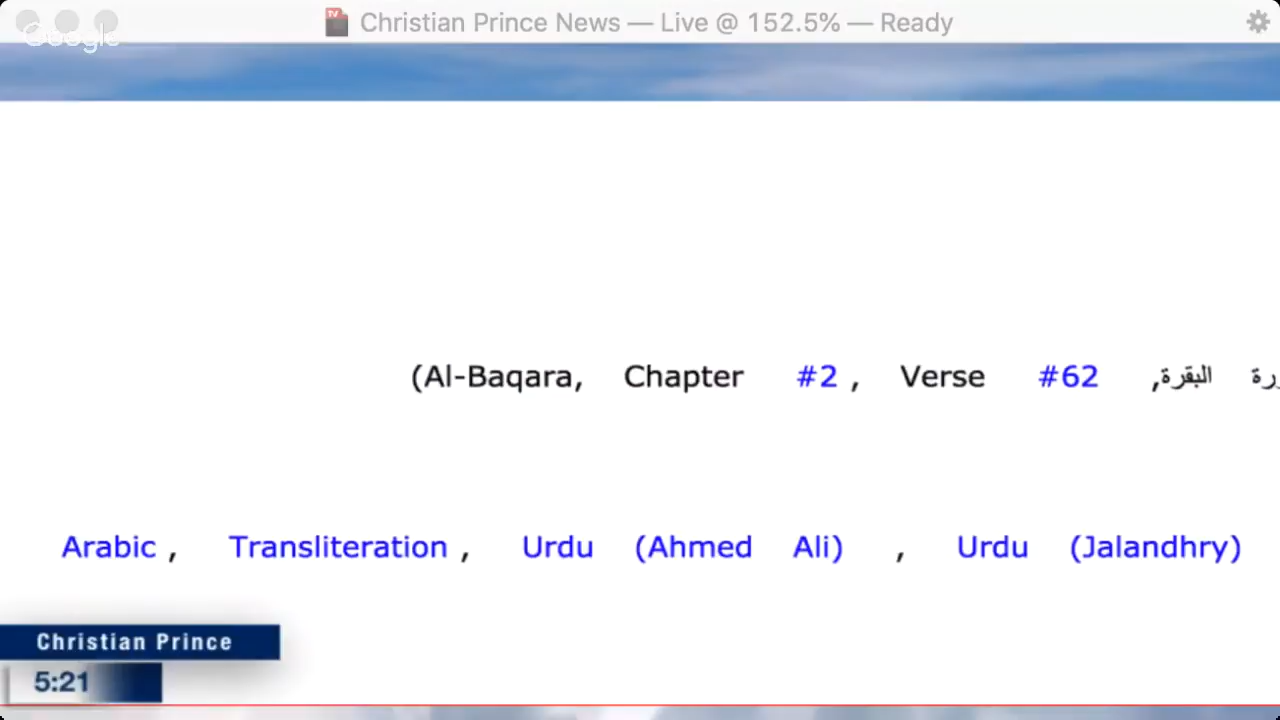 Christian Prince News — Live @ 152.5% — Ready
Google
(Al-Baqara, Chapter #2 , Verse #62 ,البقرة
Arabic , Transliteration , Urdu (Ahmed Ali) , Urdu (Jalandhry)
Christian Prince
5:21